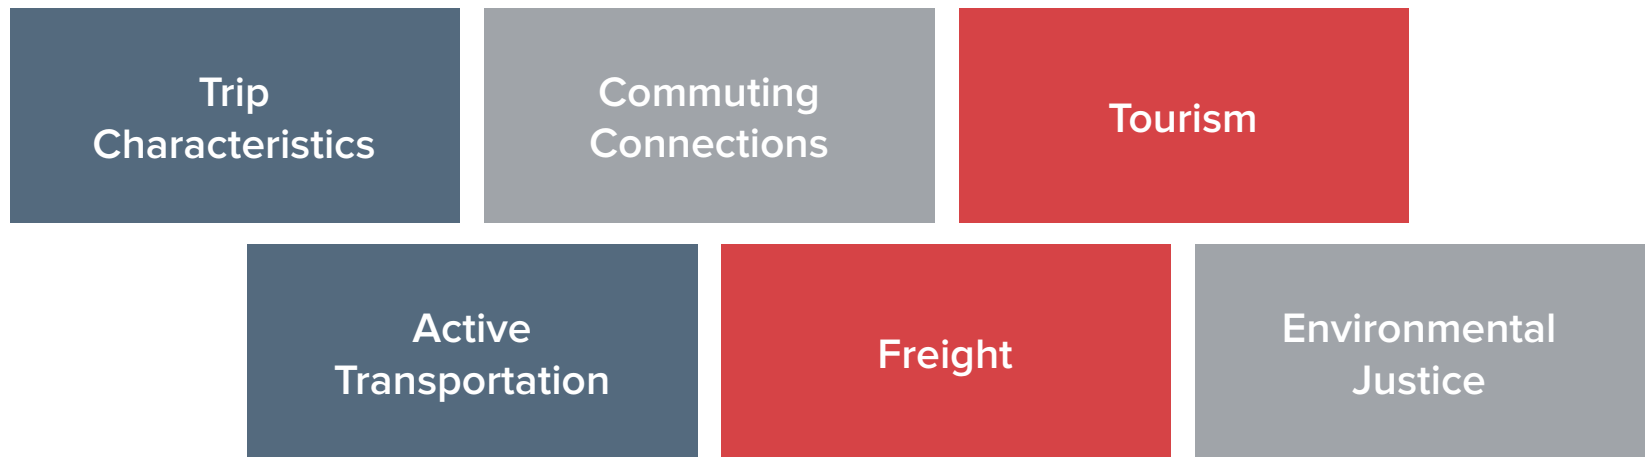 Trip
Characteristics
Commuting
Connections
Tourism
Active
Transportation
Freight
Environmental
Justice